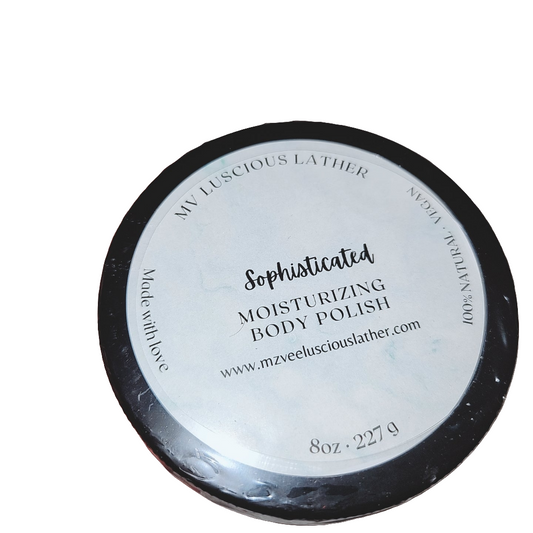 MV LUSCIOUS LATHER
100% NATURAL · VEGAN
Made with love
Sophisticated
MOISTURIZING
BODY POLISH
www.mzveelusciouslather.com
8oz · 227 g